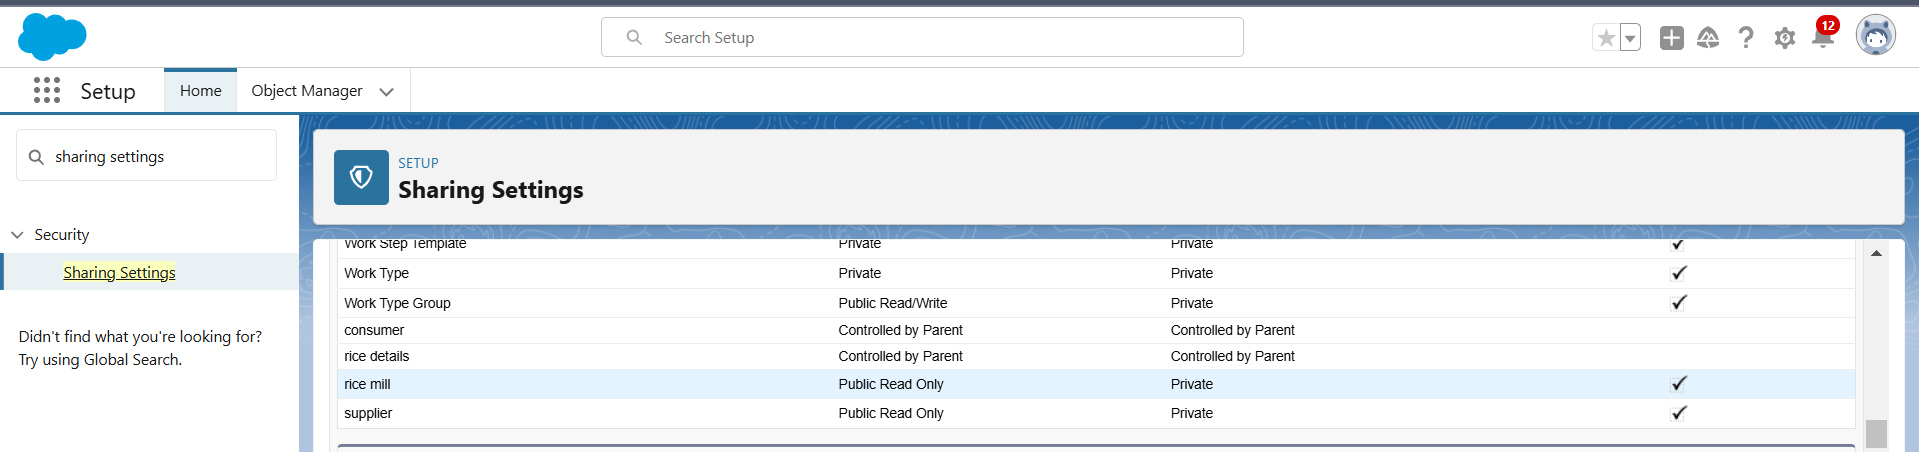 Search Setup
12
Setup
Home
Object Manager
sharing settings
Security
Sharing Settings
Didn't find what you're looking for?
Try using Global Search.
SETUP
Sharing Settings
Work Step Template Private Private
Work Type Private Private
Work Type Group Public Read/Write Private
consumer Controlled by Parent Controlled by Parent
rice details Controlled by Parent Controlled by Parent
rice mill Public Read Only Private
supplier Public Read Only Private